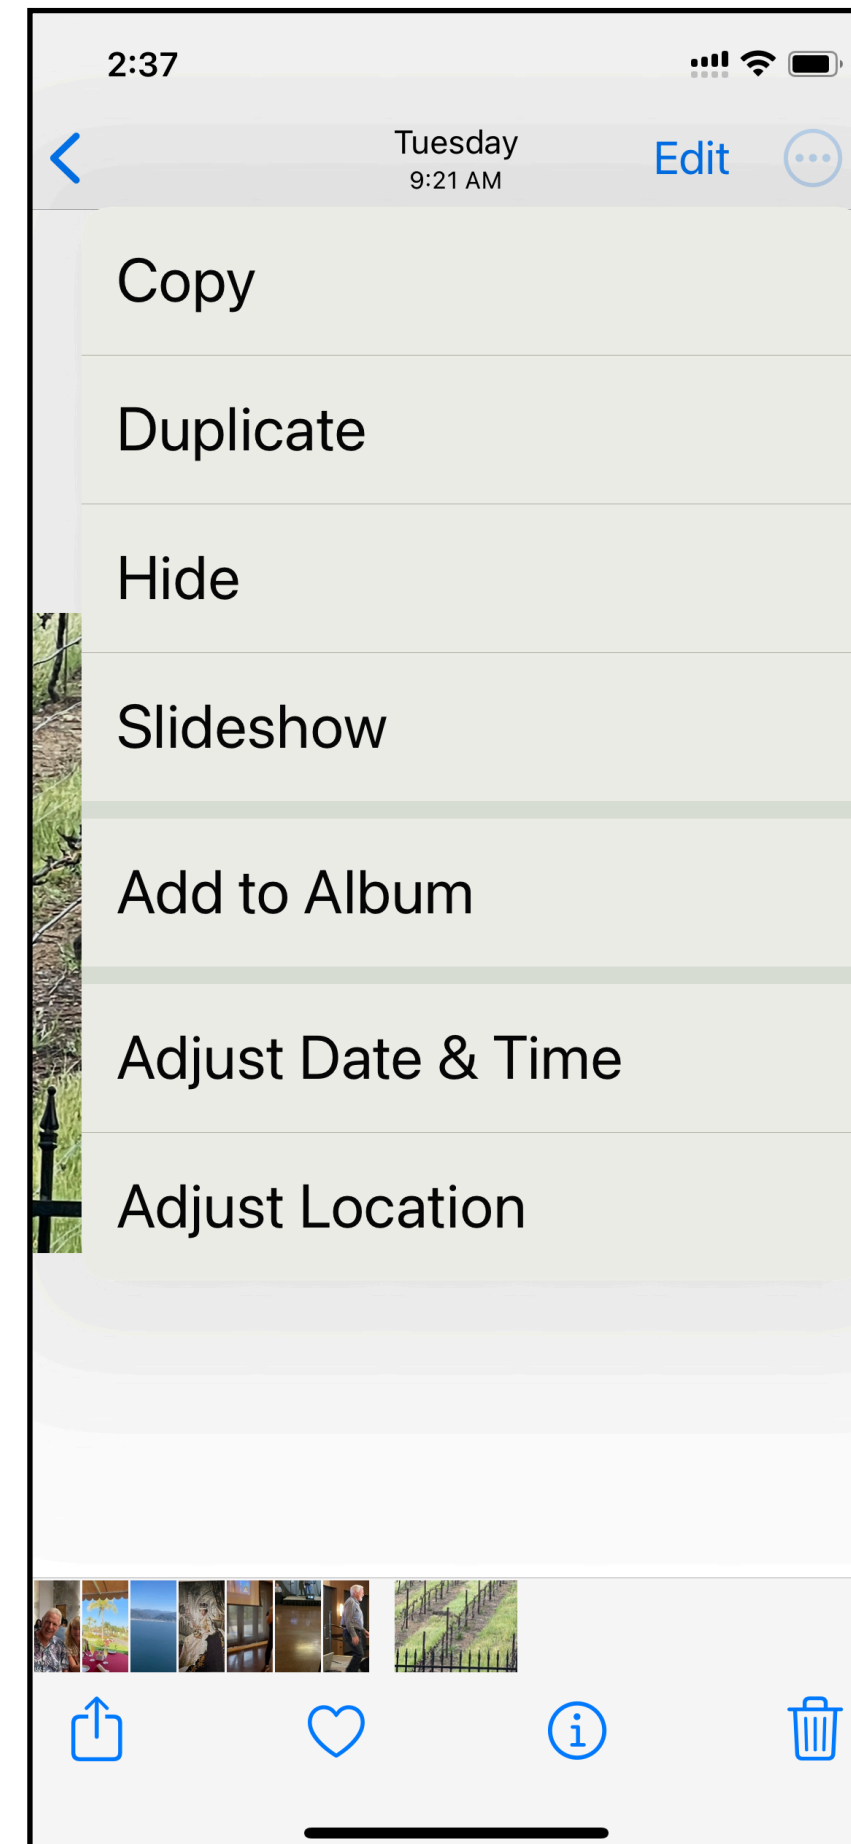 2:37
Tuesday
9:21 AM
Edit
Copy
Duplicate
Hide
Slideshow
Add to Album
Adjust Date & Time
Adjust Location